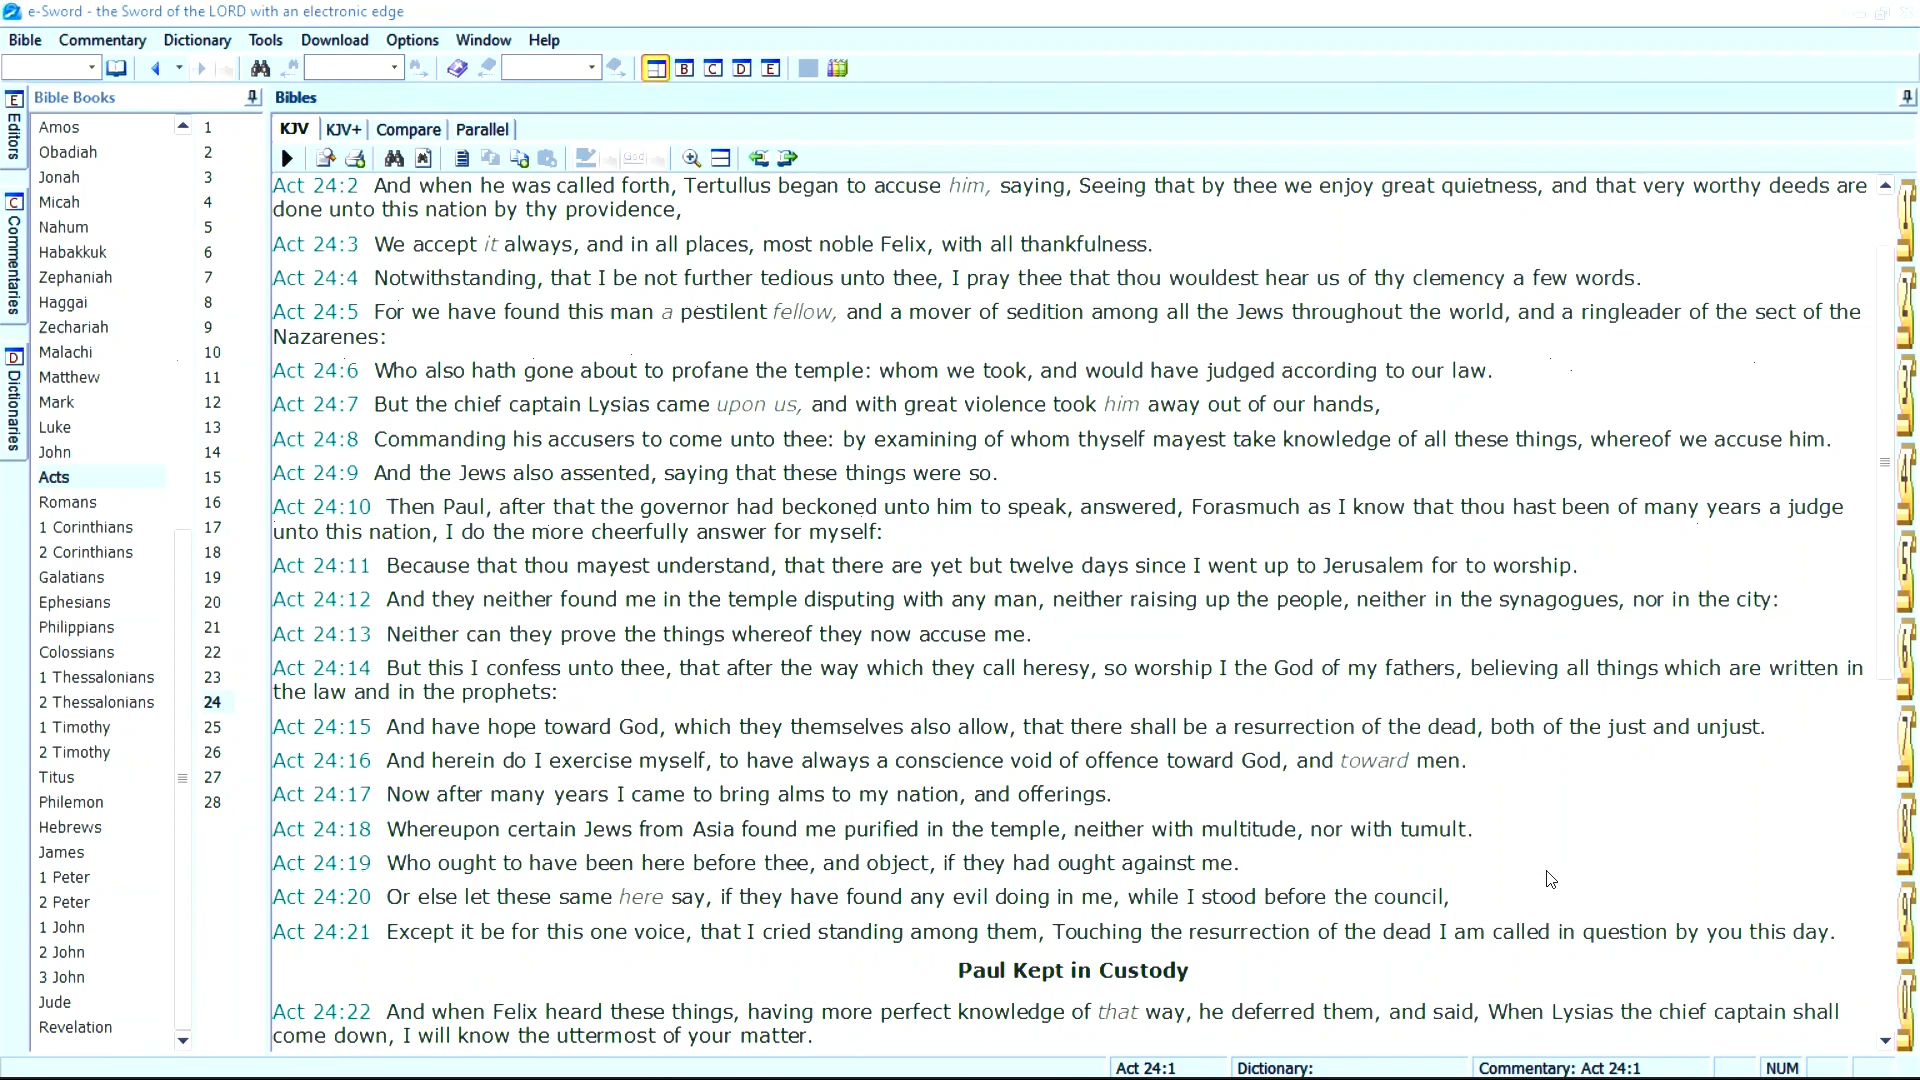 e-Sword - the Sword of the LORD with an electronic edge
Bible Commentary Dictionary Tools Download Options Window Help
B C D E
E Editors
C Commentaries
D Dictionaries
Bible Books
Amos
Obadiah
Jonah
Micah
Nahum
Habakkuk
Zephaniah
Haggai
Zechariah
Malachi
Matthew
Mark
Luke
John
Acts
Romans
1 Corinthians
2 Corinthians
Galatians
Ephesians
Philippians
Colossians
1 Thessalonians
2 Thessalonians
1 Timothy
2 Timothy
Titus
Philemon
Hebrews
James
1 Peter
2 Peter
1 John
2 John
3 John
Jude
Revelation
1
2
3
4
5
6
7
8
9
10
11
12
13
14
15
16
17
18
19
20
21
22
23
24
25
26
27
28
Bibles
KJV KJV+ Compare Parallel
Act 24:2 And when he was called forth, Tertullus began to accuse him, saying, Seeing that by thee we enjoy great quietness, and that very worthy deeds are
done unto this nation by thy providence,
Act 24:3 We accept it always, and in all places, most noble Felix, with all thankfulness.
Act 24:4 Notwithstanding, that I be not further tedious unto thee, I pray thee that thou wouldest hear us of thy clemency a few words.
Act 24:5 For we have found this man a pestilent fellow, and a mover of sedition among all the Jews throughout the world, and a ringleader of the sect of the
Nazarenes:
Act 24:6 Who also hath gone about to profane the temple: whom we took, and would have judged according to our law.
Act 24:7 But the chief captain Lysias came upon us, and with great violence took him away out of our hands,
Act 24:8 Commanding his accusers to come unto thee: by examining of whom thyself mayest take knowledge of all these things, whereof we accuse him.
Act 24:9 And the Jews also assented, saying that these things were so.
Act 24:10 Then Paul, after that the governor had beckoned unto him to speak, answered, Forasmuch as I know that thou hast been of many years a judge
unto this nation, I do the more cheerfully answer for myself:
Act 24:11 Because that thou mayest understand, that there are yet but twelve days since I went up to Jerusalem for to worship.
Act 24:12 And they neither found me in the temple disputing with any man, neither raising up the people, neither in the synagogues, nor in the city:
Act 24:13 Neither can they prove the things whereof they now accuse me.
Act 24:14 But this I confess unto thee, that after the way which they call heresy, so worship I the God of my fathers, believing all things which are written in
the law and in the prophets:
Act 24:15 And have hope toward God, which they themselves also allow, that there shall be a resurrection of the dead, both of the just and unjust.
Act 24:16 And herein do I exercise myself, to have always a conscience void of offence toward God, and toward men.
Act 24:17 Now after many years I came to bring alms to my nation, and offerings.
Act 24:18 Whereupon certain Jews from Asia found me purified in the temple, neither with multitude, nor with tumult.
Act 24:19 Who ought to have been here before thee, and object, if they had ought against me.
Act 24:20 Or else let these same here say, if they have found any evil doing in me, while I stood before the council,
Act 24:21 Except it be for this one voice, that I cried standing among them, Touching the resurrection of the dead I am called in question by you this day.
Paul Kept in Custody
Act 24:22 And when Felix heard these things, having more perfect knowledge of that way, he deferred them, and said, When Lysias the chief captain shall
come down, I will know the uttermost of your matter.
1
2
3
4
5
6
7
8
9
0
Act 24:1 Dictionary: Commentary: Act 24:1 NUM